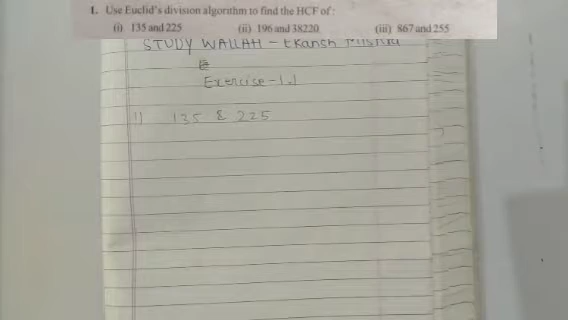 1. Use Euclid's division algorithm to find the HCF of :
(i) 135 and 225 (ii) 196 and 38220 (iii) 867 and 255
STUDY WALLAH - EKansh Mishra
E
Exercise - 1.1
1) 135 & 225